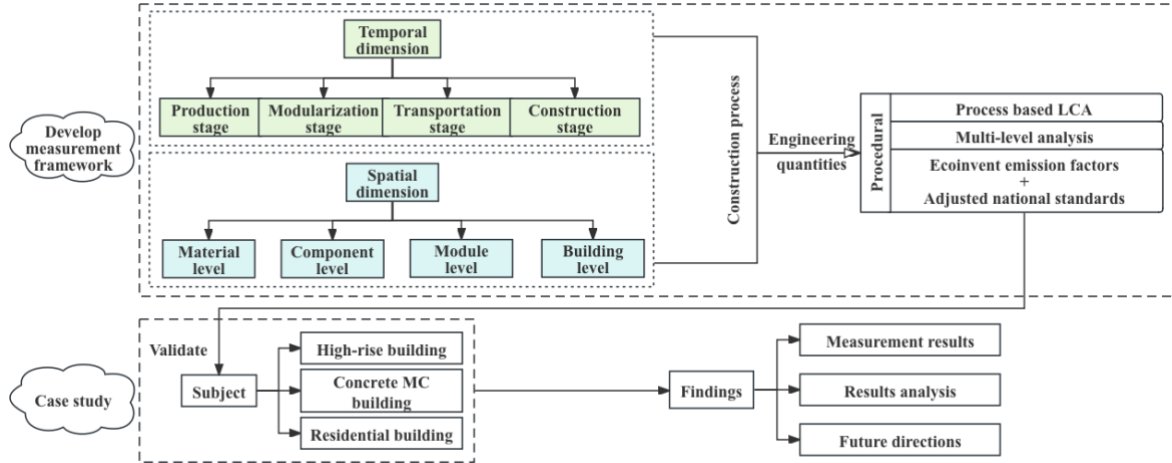 Develop
measurement
framework
Temporal
dimension
Production
stage
Modularization
stage
Transportation
stage
Construction
stage
Spatial
dimension
Material
level
Component
level
Module
level
Building
level
Construction process
Engineering
quantities
Procedural
Process based LCA
Multi-level analysis
Ecoinvent emission factors
+
Adjusted national standards
Case study
Validate
Subject
High-rise building
Concrete MC
building
Residential building
Findings
Measurement results
Results analysis
Future directions